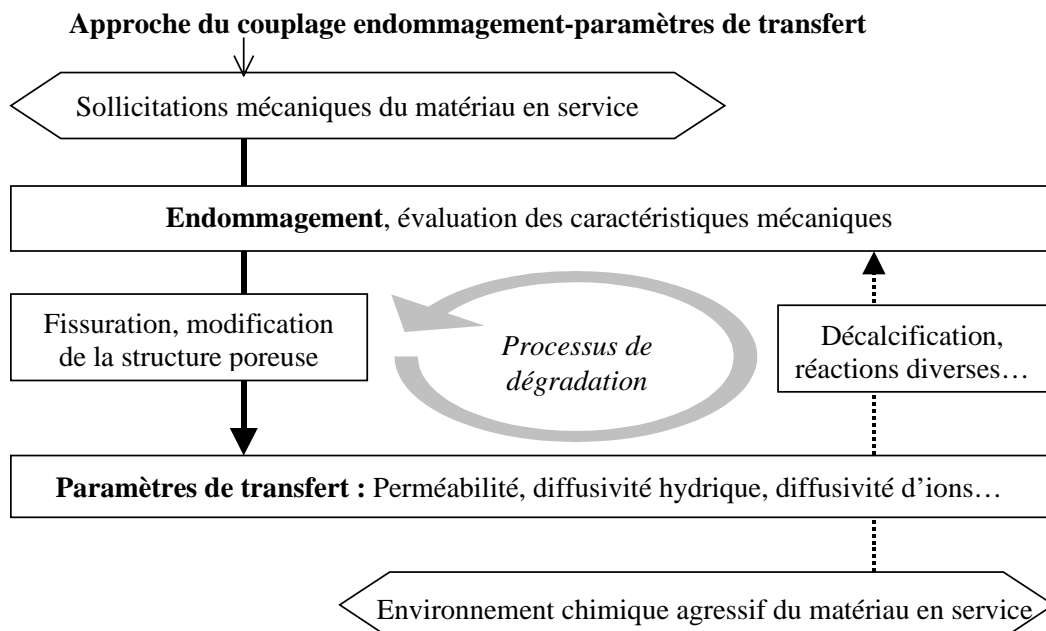 Approche du couplage endommagement-paramètres de transfert
Sollicitations mécaniques du matériau en service
Endommagement, évaluation des caractéristiques mécaniques
Fissuration, modification
de la structure poreuse
Processus de
dégradation
Décalcification,
réactions diverses…
Paramètres de transfert : Perméabilité, diffusivité hydrique, diffusivité d’ions…
Environnement chimique agressif du matériau en service